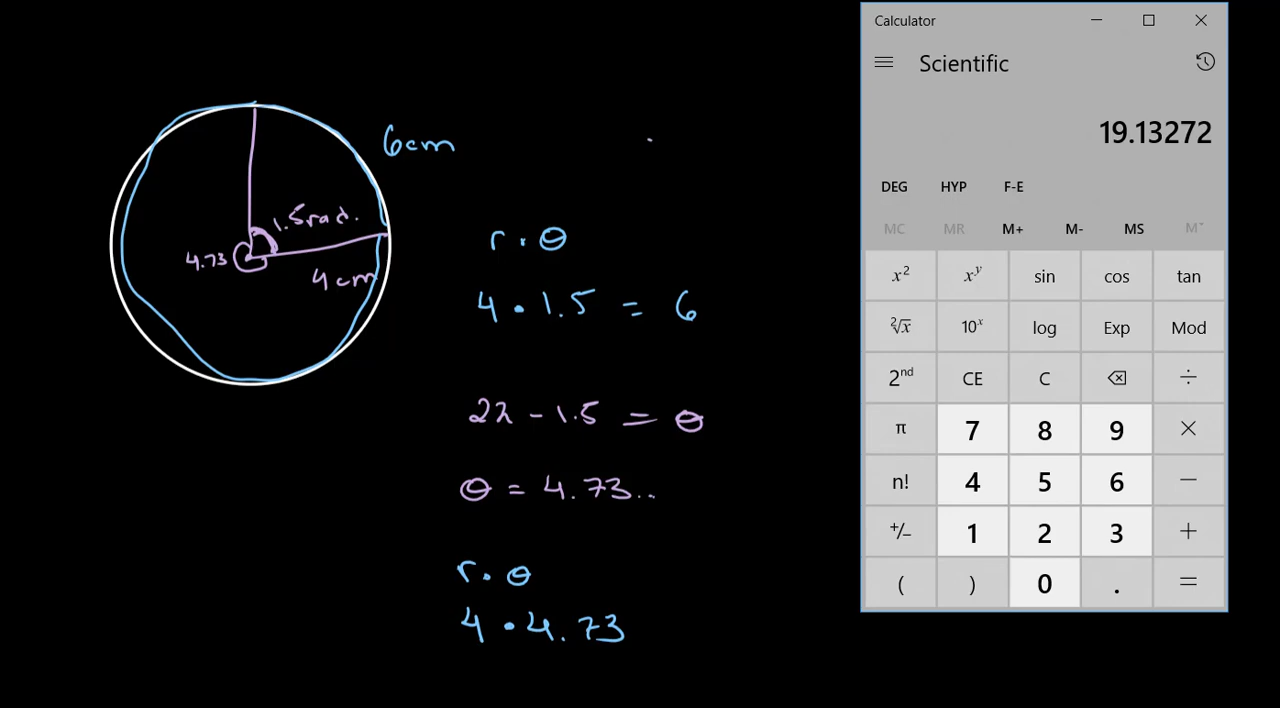 6cm
1.5rad.
4.73
4cm
r · θ
4 · 1.5 = 6
2π - 1.5 = θ
θ = 4.73..
r · θ
4 · 4.73
Calculator
Scientific
19.13272
DEG HYP F-E
MC MR M+ M- MS M˅
x² xʸ sin cos tan
²√x 10ˣ log Exp Mod
2ⁿᵈ CE C ⌫ ÷
π 7 8 9 ×
n! 4 5 6 −
+/- 1 2 3 +
( ) 0 . =